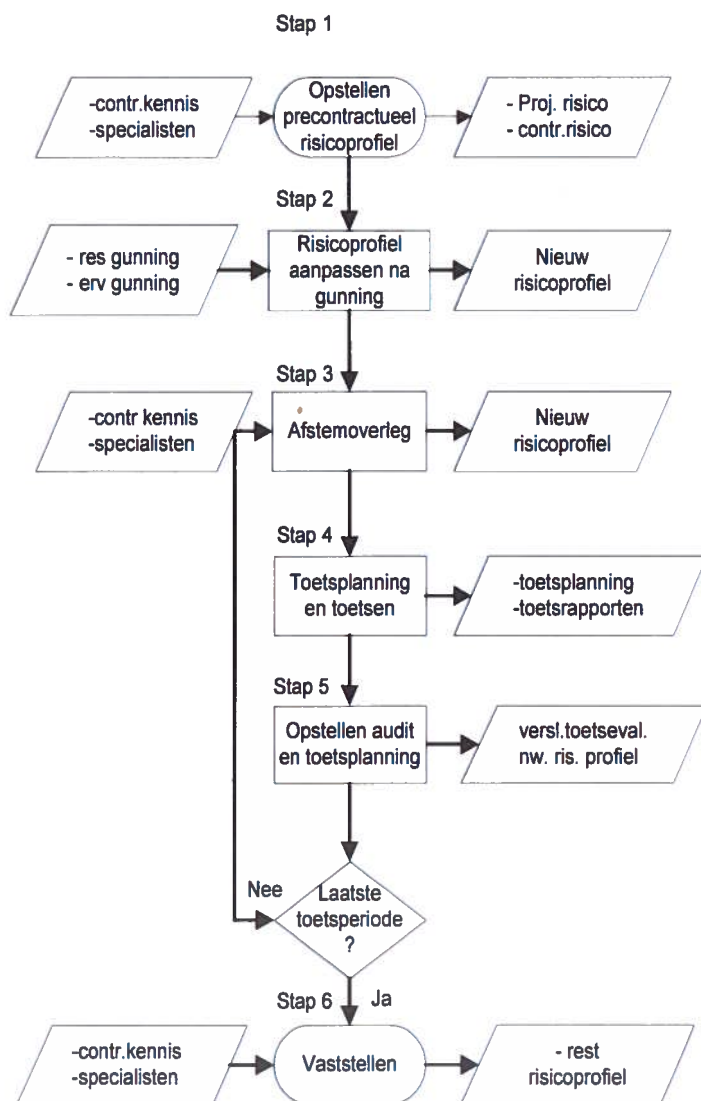 Stap 1
-contr.kennis
-specialisten
Opstellen
precontractueel
risicoprofiel
- Proj. risico
- contr.risico
Stap 2
- res gunning
- erv gunning
Risicoprofiel
aanpassen na
gunning
Nieuw
risicoprofiel
Stap 3
-contr kennis
-specialisten
Afstemoverleg
Nieuw
risicoprofiel
Stap 4
Toetsplanning
en toetsen
-toetsplanning
-toetsrapporten
Stap 5
Opstellen audit
en toetsplanning
versl.toetseval.
nw. ris. profiel
Nee
Laatste
toetsperiode
?
Stap 6
Ja
-contr.kennis
-specialisten
Vaststellen
- rest
risicoprofiel